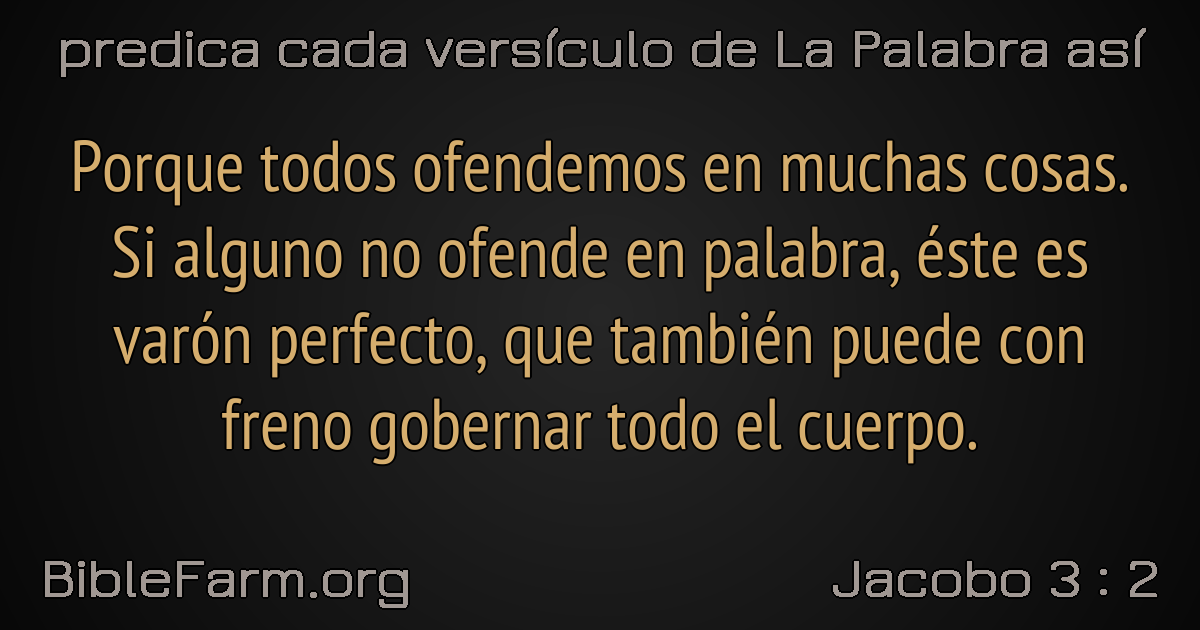 predica cada versículo de La Palabra así
Porque todos ofendemos en muchas cosas.
Si alguno no ofende en palabra, éste es
varón perfecto, que también puede con
freno gobernar todo el cuerpo.
BibleFarm.org
Jacobo 3 : 2